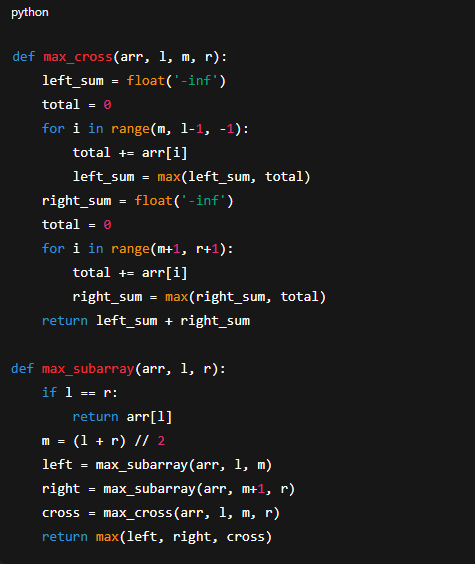 python
def max_cross(arr, l, m, r):
    left_sum = float('-inf')
    total = 0
    for i in range(m, l-1, -1):
        total += arr[i]
        left_sum = max(left_sum, total)
    right_sum = float('-inf')
    total = 0
    for i in range(m+1, r+1):
        total += arr[i]
        right_sum = max(right_sum, total)
    return left_sum + right_sum
def max_subarray(arr, l, r):
    if l == r:
        return arr[l]
    m = (l + r) // 2
    left = max_subarray(arr, l, m)
    right = max_subarray(arr, m+1, r)
    cross = max_cross(arr, l, m, r)
    return max(left, right, cross)